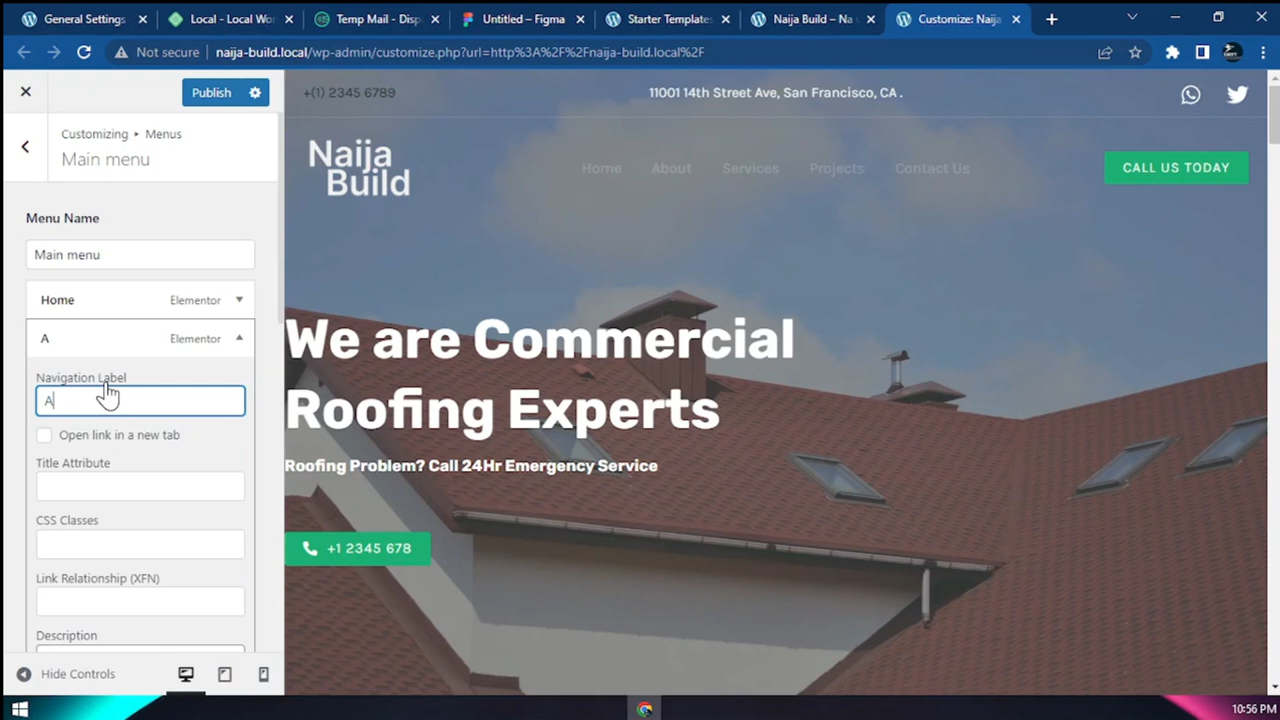 General Settings
Local - Local Wo
Temp Mail - Disp
Untitled – Figma
Starter Templates
Naija Build – Na s
Customize: Naija
Not secure
naija-build.local/wp-admin/customize.php?url=http%3A%2F%2Fnaija-build.local%2F
Publish
Customizing ▸ Menus
Main menu
Menu Name
Main menu
Home Elementor
A Elementor
Navigation Label
A
Open link in a new tab
Title Attribute
CSS Classes
Link Relationship (XFN)
Description
Hide Controls
+(1) 2345 6789
11001 14th Street Ave, San Francisco, CA .
Naija
Build
Home About Services Projects Contact Us
CALL US TODAY
We are Commercial
Roofing Experts
Roofing Problem? Call 24Hr Emergency Service
+1 2345 678
10:56 PM